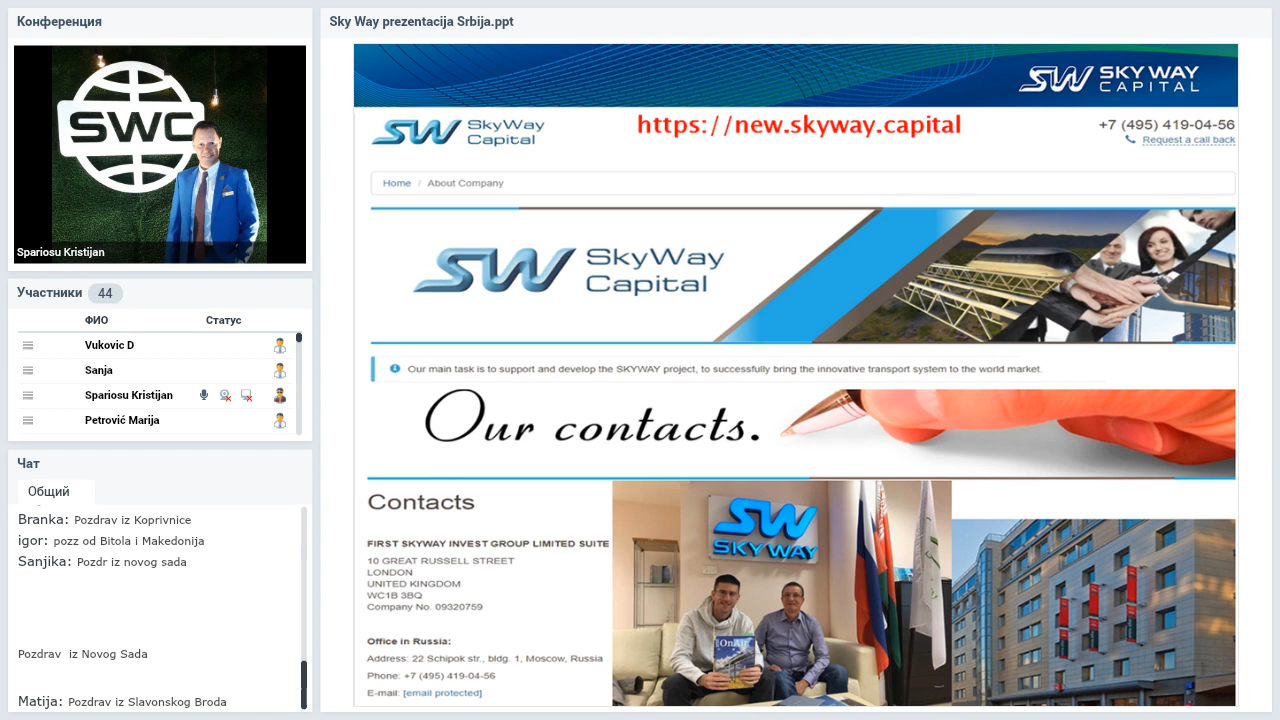 Конференция
SWC
Spariosu Kristijan
Участники 44
ФИО Статус
Vukovic D
Sanja
Spariosu Kristijan
Petrović Marija
Чат
Общий
Branka: Pozdrav iz Koprivnice
igor: pozz od Bitola i Makedonija
Sanjika: Pozdr iz novog sada
Pozdrav iz Novog Sada
Matija: Pozdrav iz Slavonskog Broda
Sky Way prezentacija Srbija.ppt
SW SKY WAY CAPITAL
SW SkyWay Capital
https://new.skyway.capital
+7 (495) 419-04-56
Request a call back
Home / About Company
SW SkyWay
Capital
Our main task is to support and develop the SKYWAY project, to successfully bring the innovative transport system to the world market.
Our contacts.
Contacts
FIRST SKYWAY INVEST GROUP LIMITED SUITE
10 GREAT RUSSELL STREET
LONDON
UNITED KINGDOM
WC1B 3BQ
Company No. 09320759
Office in Russia:
Address: 22 Schipok str., bldg. 1, Moscow, Russia
Phone: +7 (495) 419-04-56
E-mail: [email protected]
SW
SKY WAY
OnAir